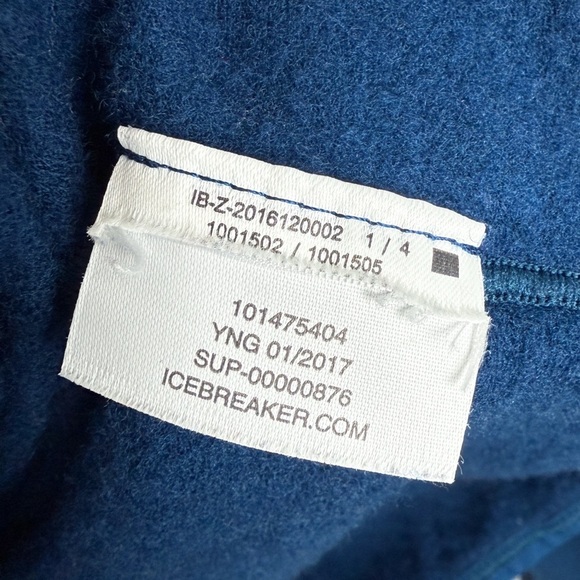 IB-Z-2016120002 1 / 4
1001502 / 1001505
101475404
YNG 01/2017
SUP-00000876
ICEBREAKER.COM